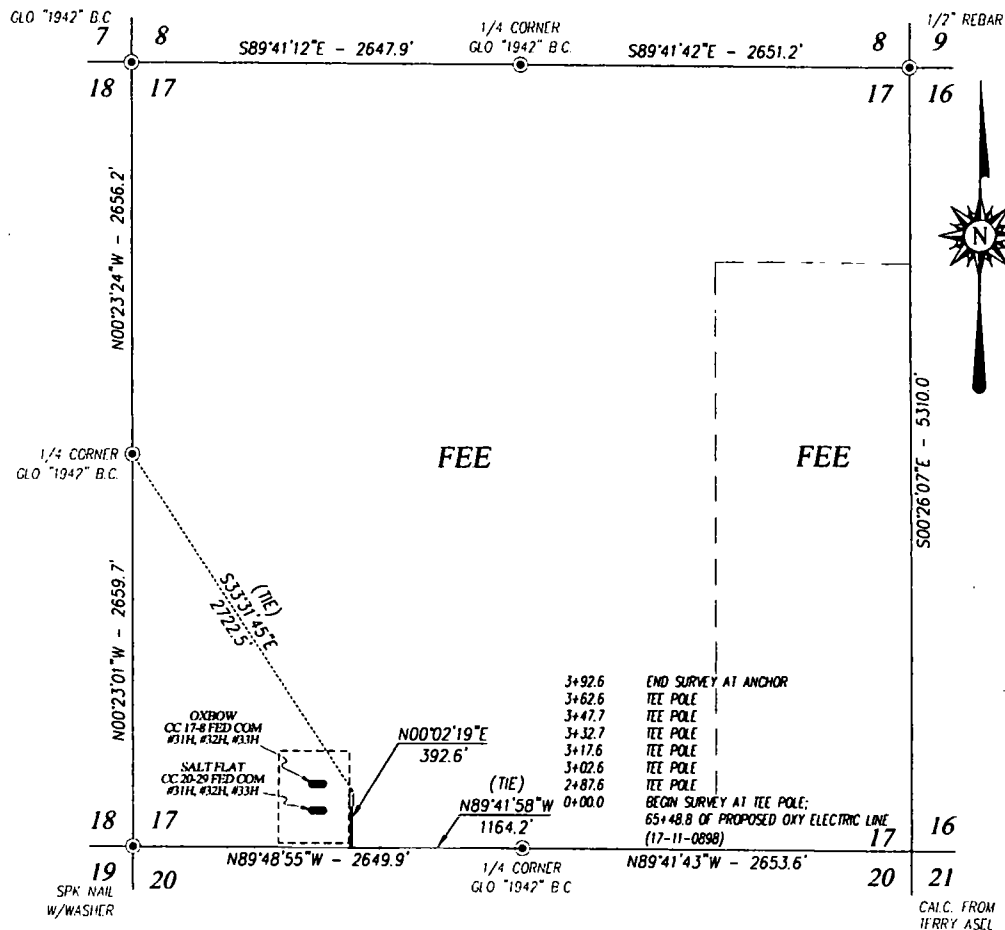 GLO "1942" B.C
7 8
18 17
S89°41'12"E - 2647.9'
1/4 CORNER
GLO "1942" B.C.
S89°41'42"E - 2651.2'
1/2" REBAR
8 9
17 16
N
N00°23'24"W - 2656.2'
1/4 CORNER
GLO "1942" B.C.
FEE
FEE
S00°26'07"E - 5310.0'
N00°23'01"W - 2659.7'
(TIE)
S33°31'45"E
2722.5'
OXBOW
CC 17-8 FED COM
#31H, #32H, #33H
SALT FLAT
CC 20-29 FED COM
#31H, #32H, #33H
N00°02'19"E
392.6'
(TIE)
N89°41'58"W
1164.2'
3+92.6 END SURVEY AT ANCHOR
3+62.6 TEE POLE
3+47.7 TEE POLE
3+32.7 TEE POLE
3+17.6 TEE POLE
3+02.6 TEE POLE
2+87.6 TEE POLE
0+00.0 BEGIN SURVEY AT TEE POLE;
65+48.8 OF PROPOSED OXY ELECTRIC LINE
(17-11-0898)
18 17
19 20
SPK NAIL
W/WASHER
N89°48'55"W - 2649.9'
1/4 CORNER
GLO "1942" B.C
N89°41'43"W - 2653.6'
17 16
20 21
CALC. FROM
TERRY ASEL